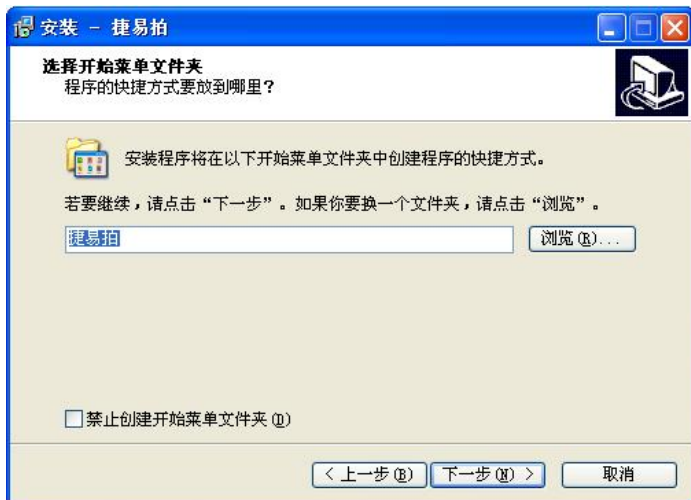 安装 - 捷易拍
选择开始菜单文件夹
程序的快捷方式要放到哪里？
安装程序将在以下开始菜单文件夹中创建程序的快捷方式。
若要继续，请点击“下一步”。如果你要换一个文件夹，请点击“浏览”。
捷易拍
浏览(R)...
禁止创建开始菜单文件夹(D)
< 上一步(B)
下一步(N) >
取消